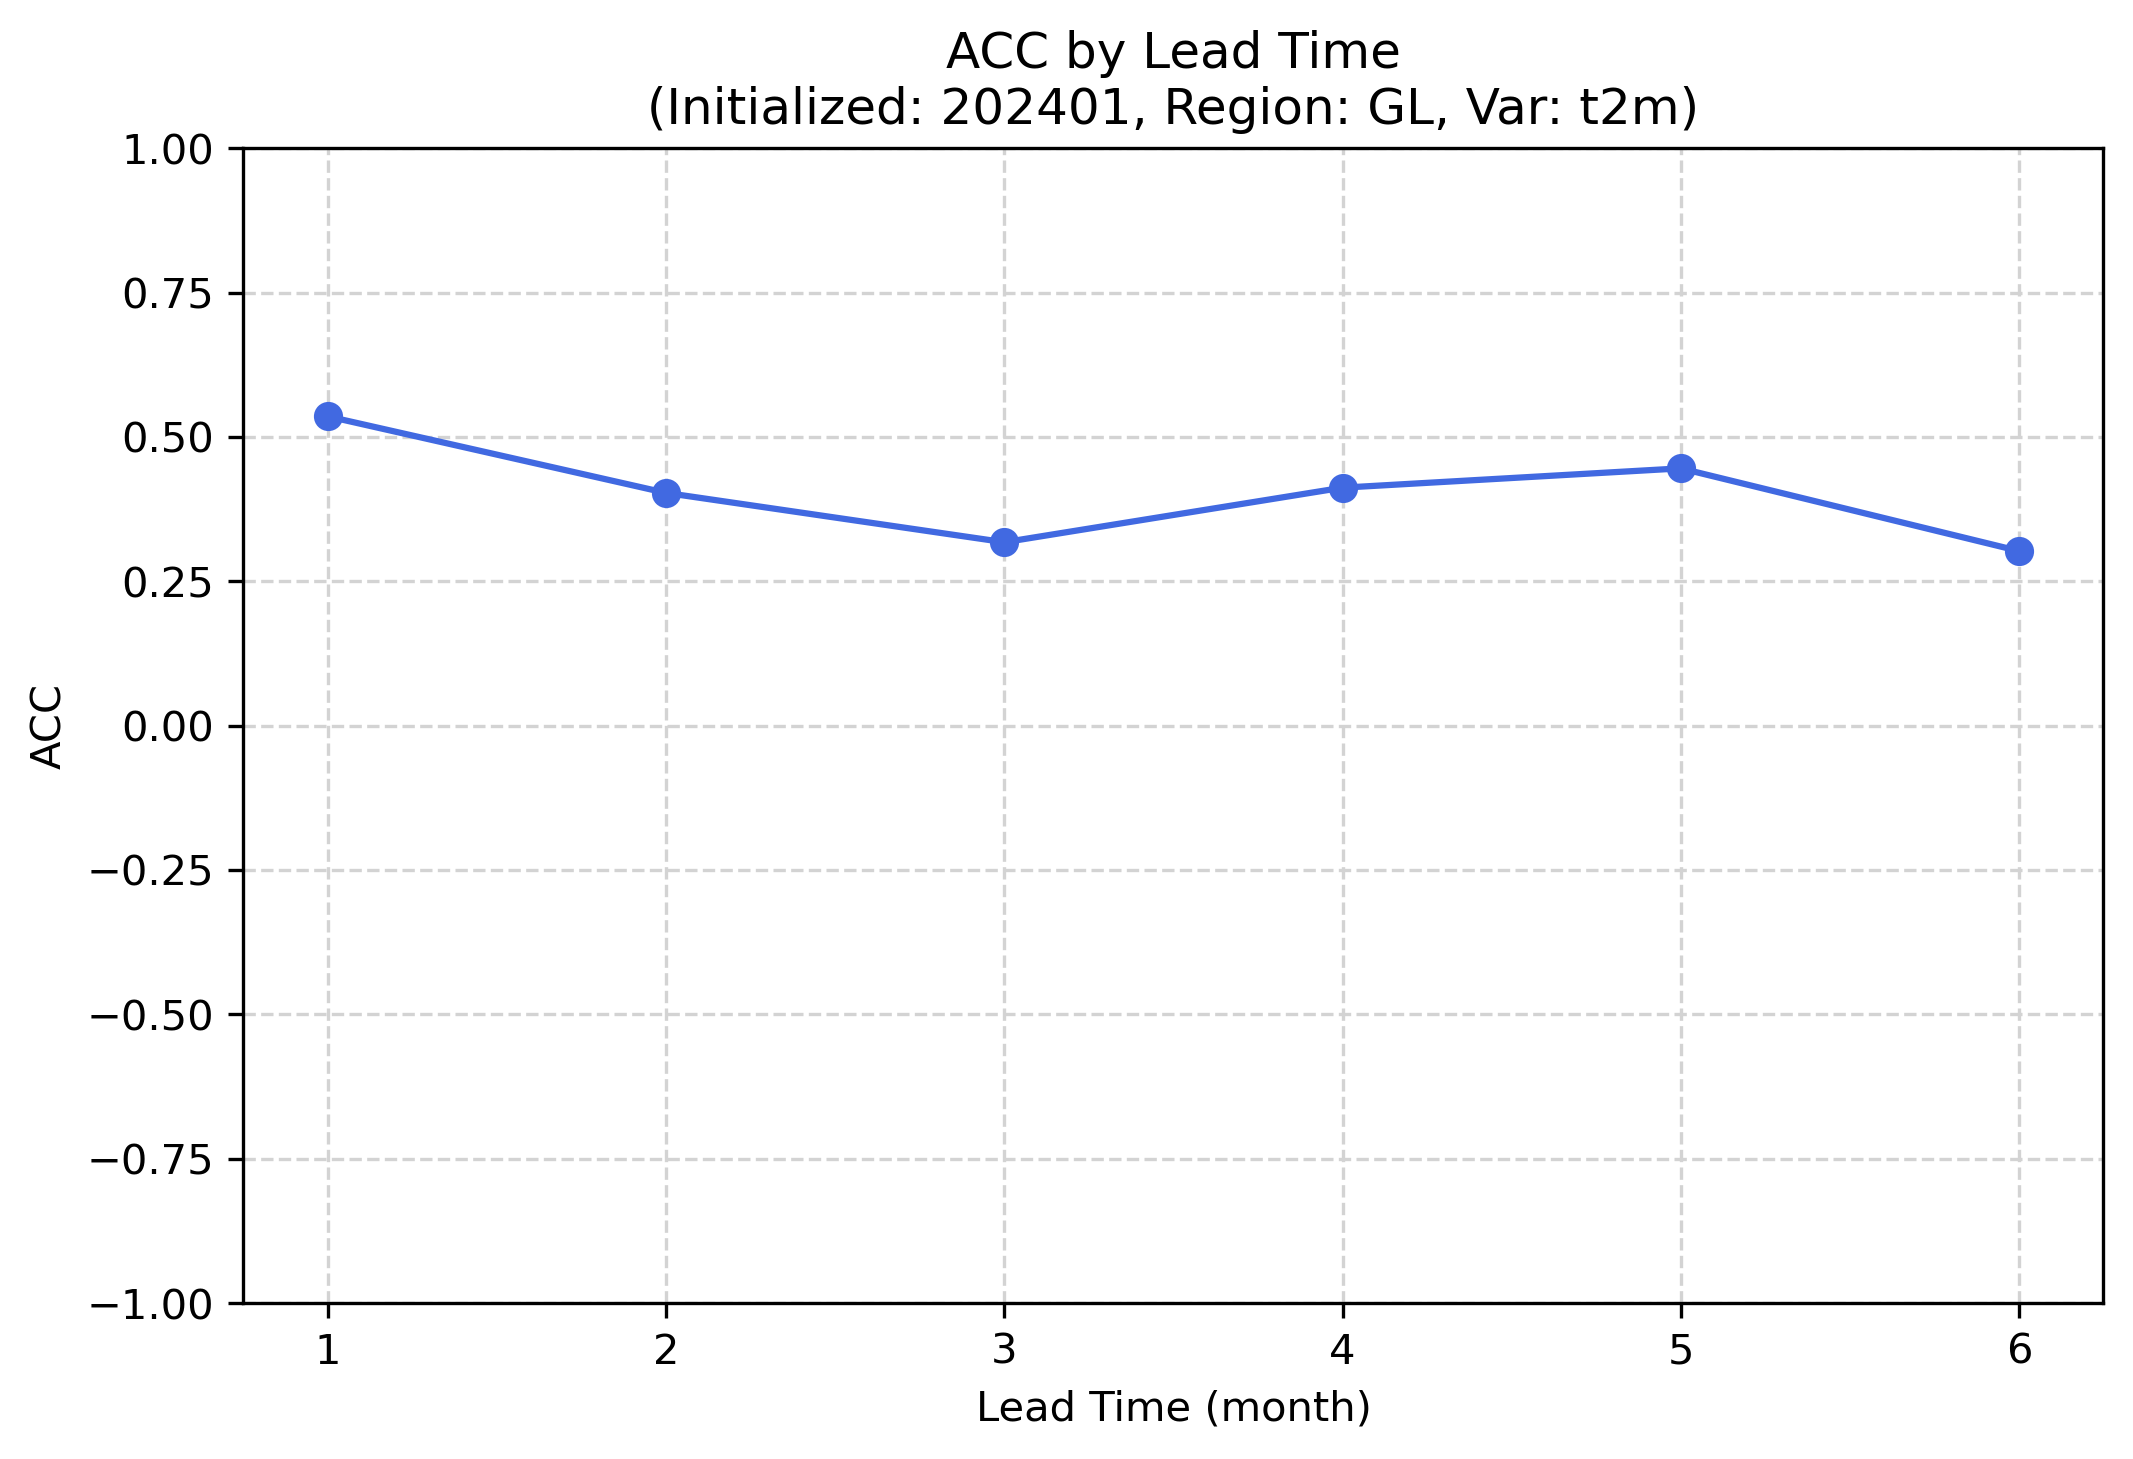 ACC by Lead Time
(Initialized: 202401, Region: GL, Var: t2m)
1.00
0.75
0.50
0.25
0.00
−0.25
−0.50
−0.75
−1.00
ACC
1 2 3 4 5 6
Lead Time (month)